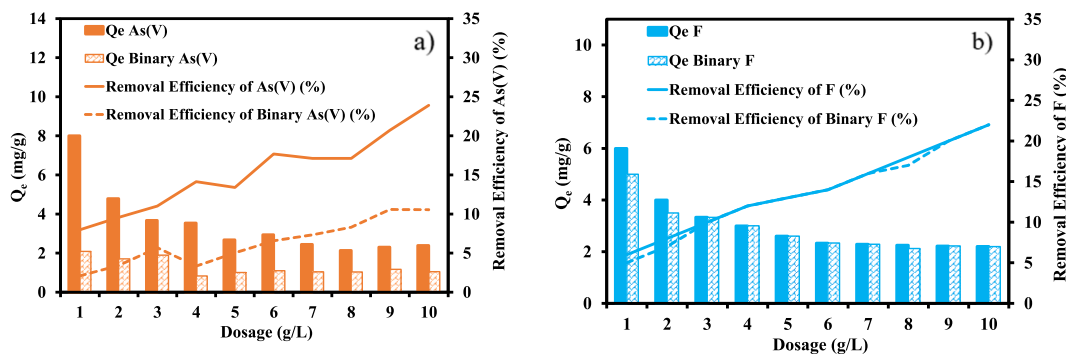 a)
Qe As(V)
Qe Binary As(V)
Removal Efficiency of As(V) (%)
Removal Efficiency of Binary As(V) (%)
14
12
10
8
6
4
2
0
Qe (mg/g)
35
30
25
20
15
10
5
0
Removal Efficiency of As(V) (%)
1 2 3 4 5 6 7 8 9 10
Dosage (g/L)
b)
Qe F
Qe Binary F
Removal Efficiency of F (%)
Removal Efficiency of Binary F (%)
10
8
6
4
2
0
Qe (mg/g)
35
30
25
20
15
10
5
0
Removal Efficiency of F (%)
1 2 3 4 5 6 7 8 9 10
Dosage (g/L)